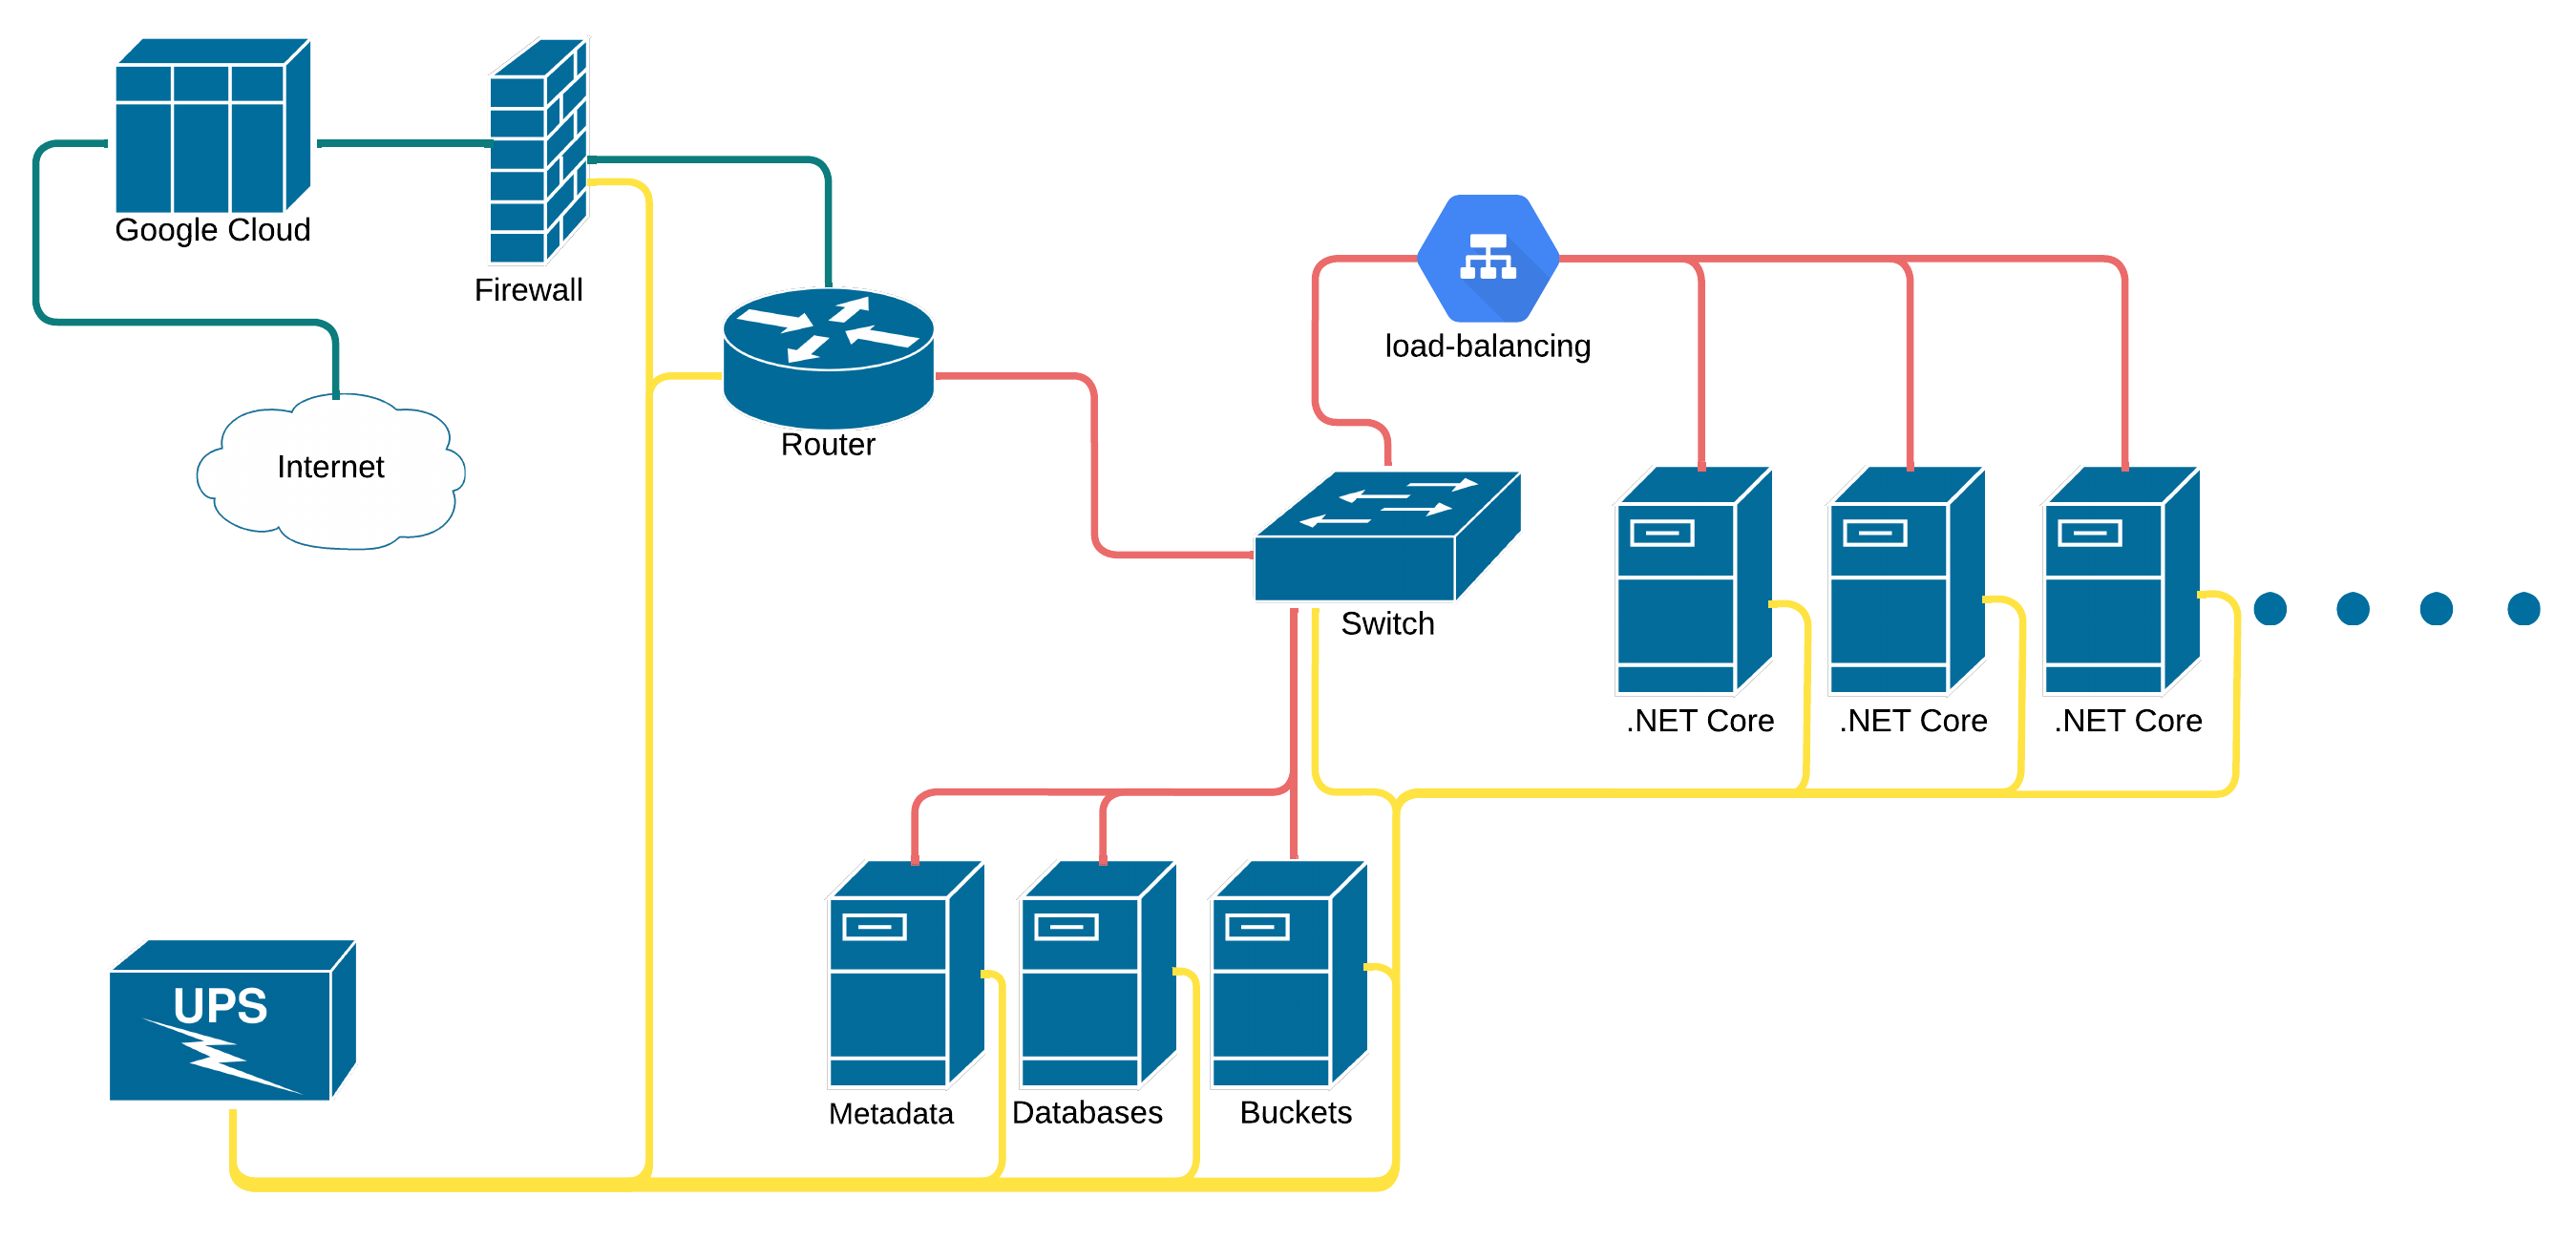 Google Cloud
Firewall
Internet
Router
load-balancing
Switch
.NET Core
.NET Core
.NET Core
UPS
Metadata
Databases
Buckets